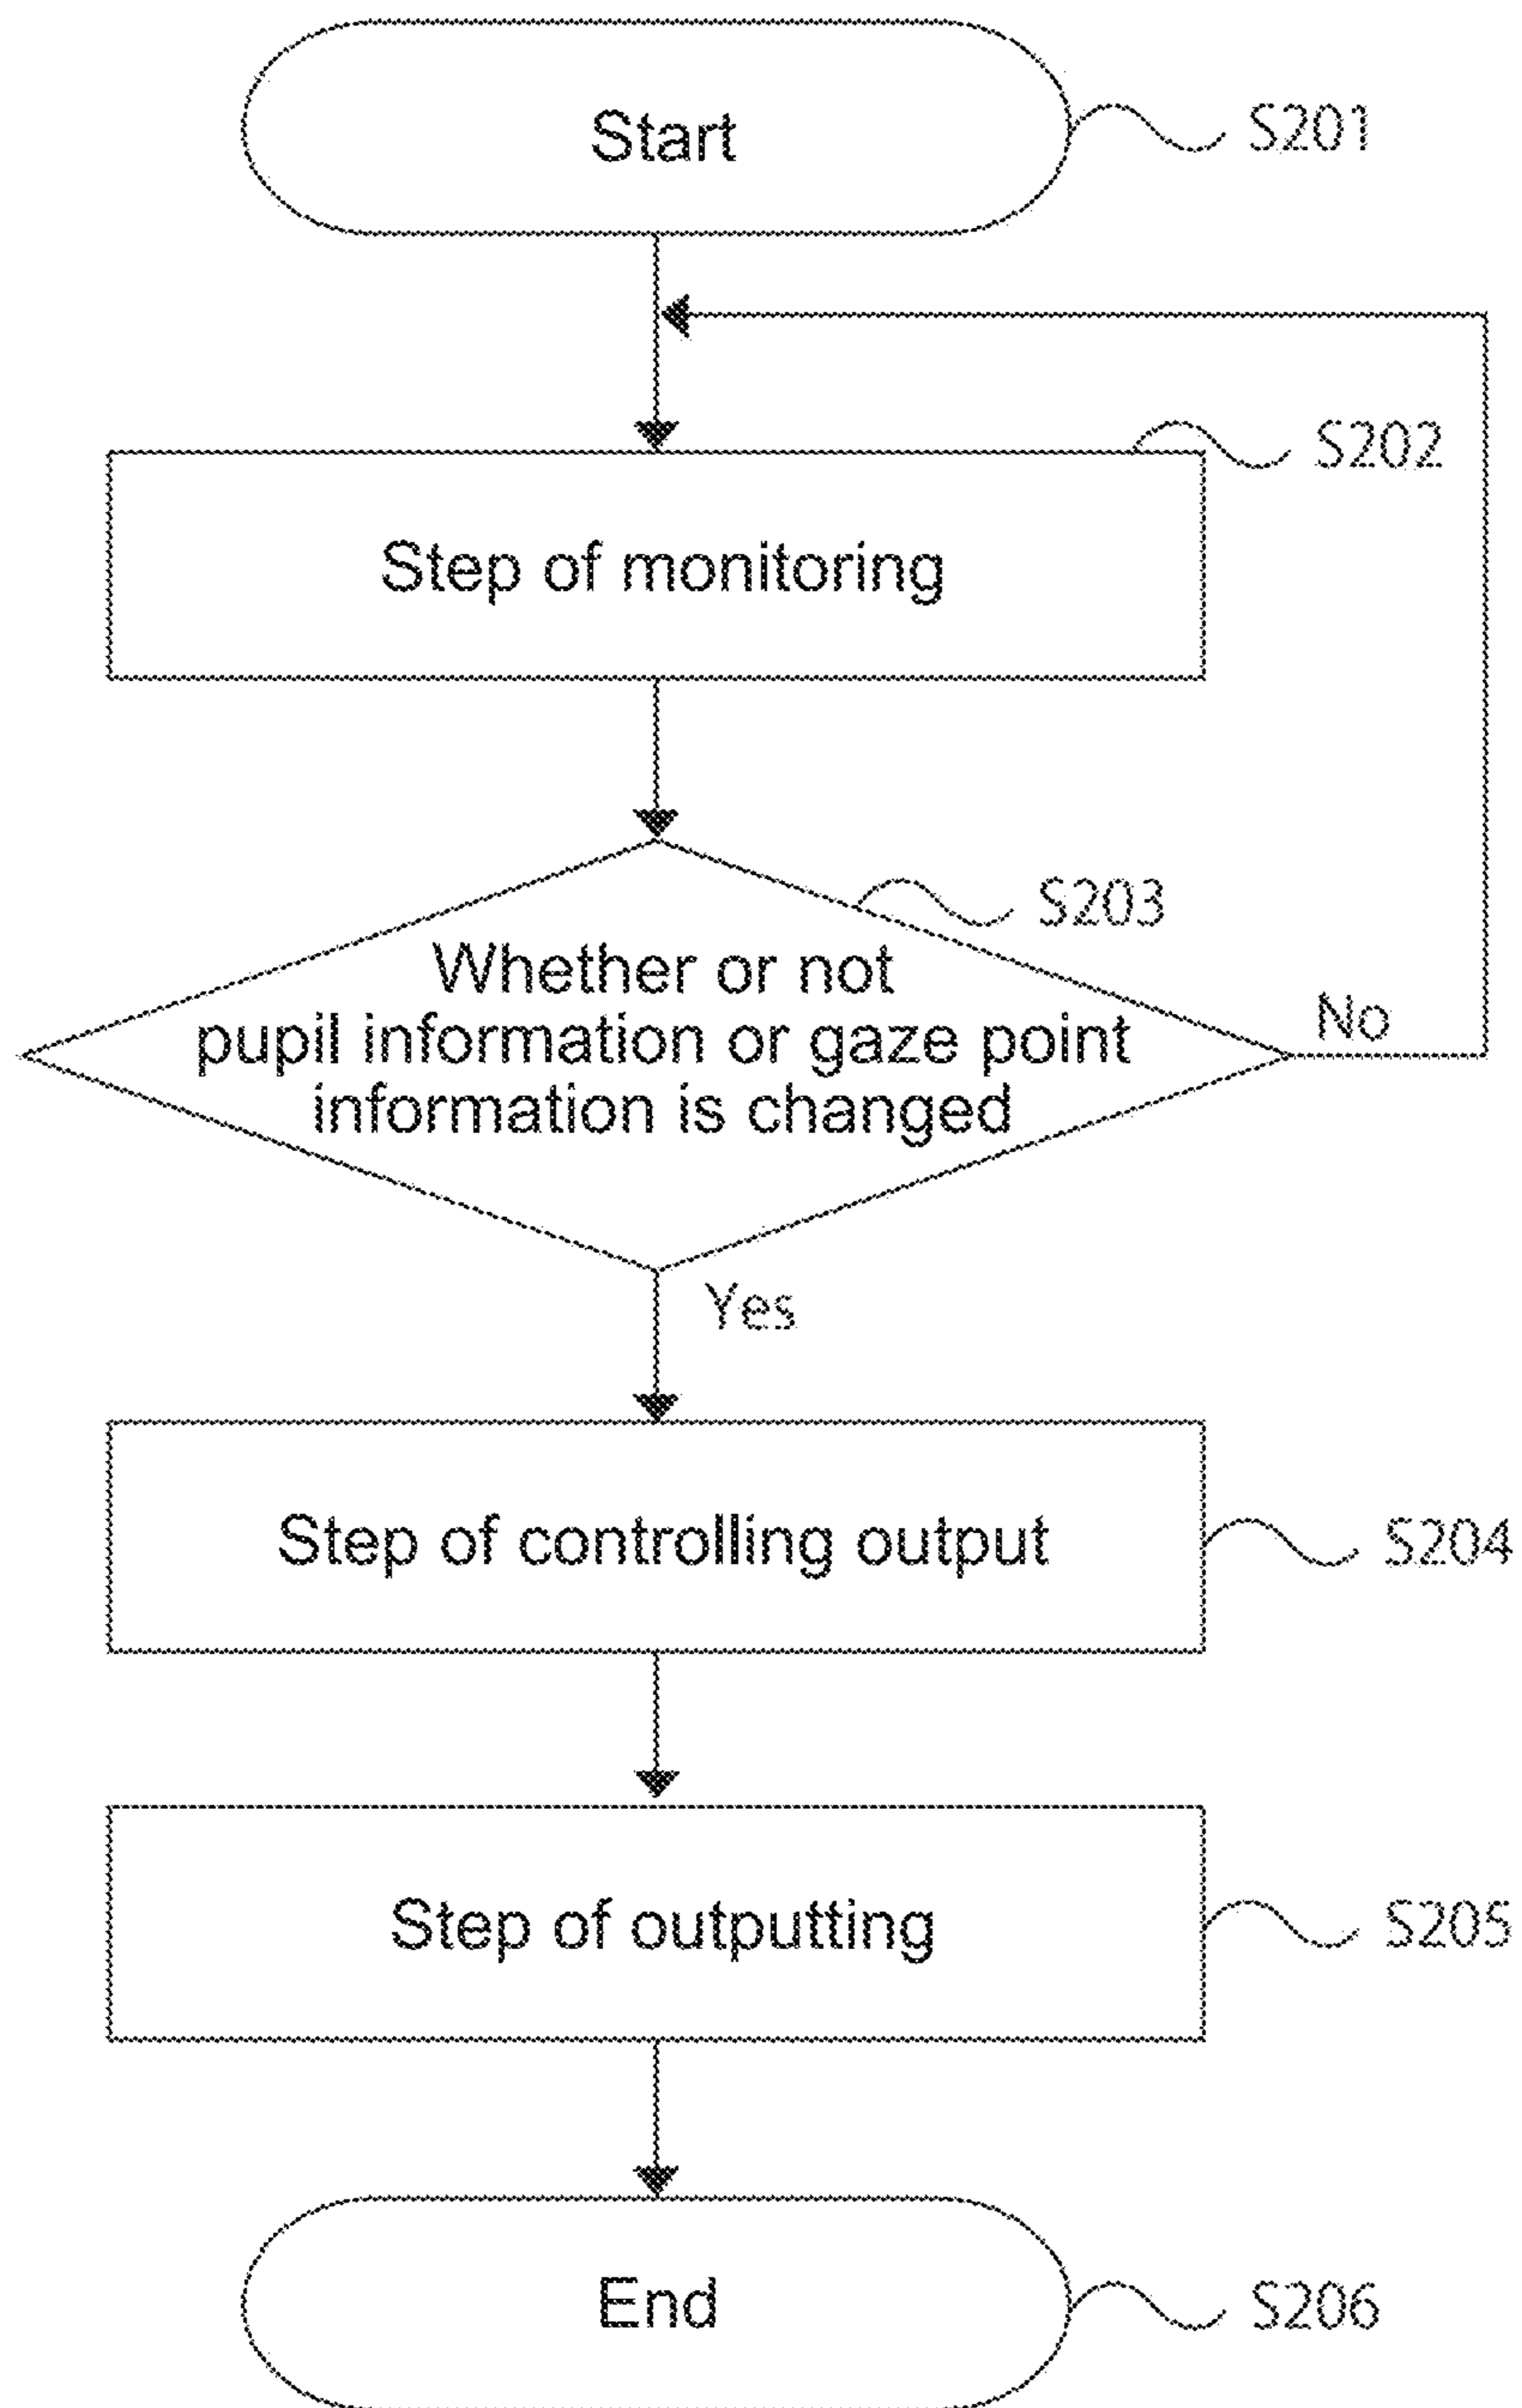 Start
S201
S202
Step of monitoring
S203
Whether or not
pupil information or gaze point
information is changed
No
Yes
Step of controlling output
S204
Step of outputting
S205
End
S206